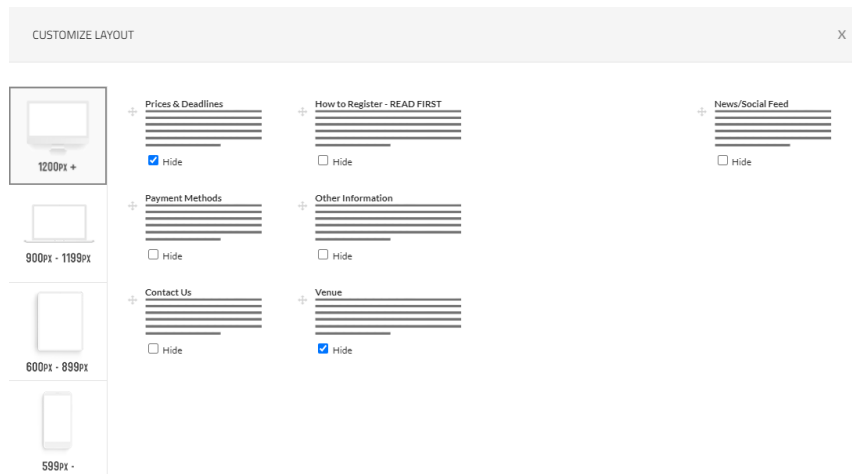 CUSTOMIZE LAYOUT X
1200PX +
900PX - 1199PX
600PX - 899PX
599PX -
Prices & Deadlines How to Register - READ FIRST News/Social Feed
Hide Hide Hide
Payment Methods Other Information
Hide Hide
Contact Us Venue
Hide Hide